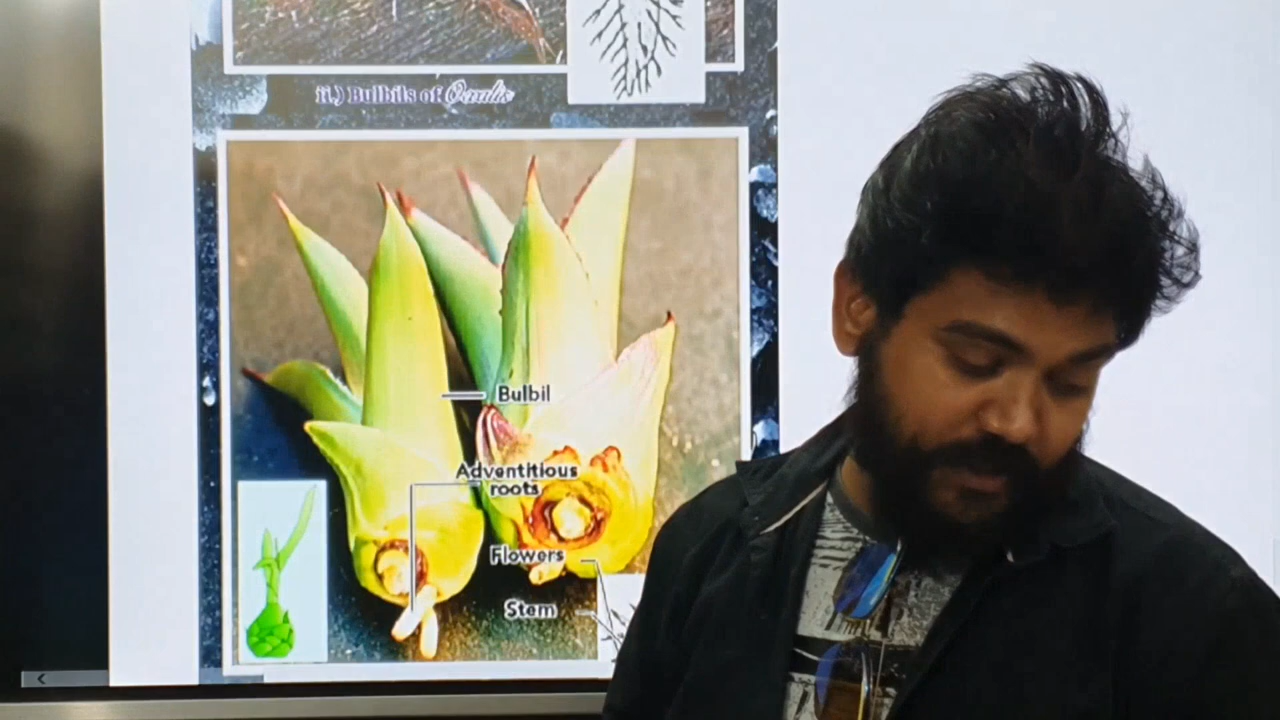 ii.) Bulbils of Oxalis
Bulbil
Adventitious
roots
Flowers
Stem